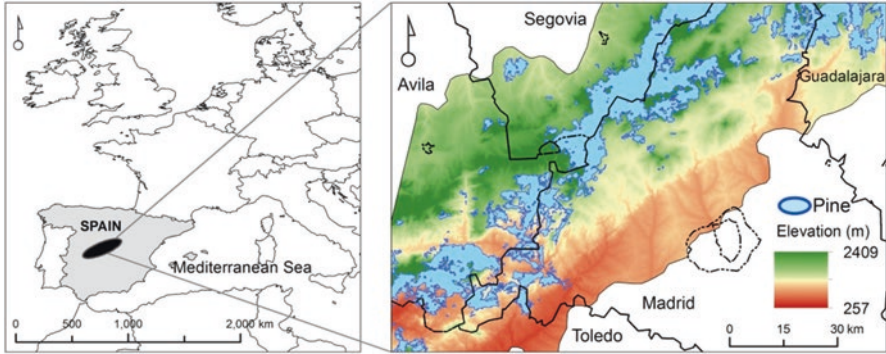 SPAIN
Mediterranean Sea
0 500 1,000 2,000 km
Segovia
Avila
Guadalajara
Pine
Elevation (m)
2409
257
Madrid
Toledo
0 15 30 km